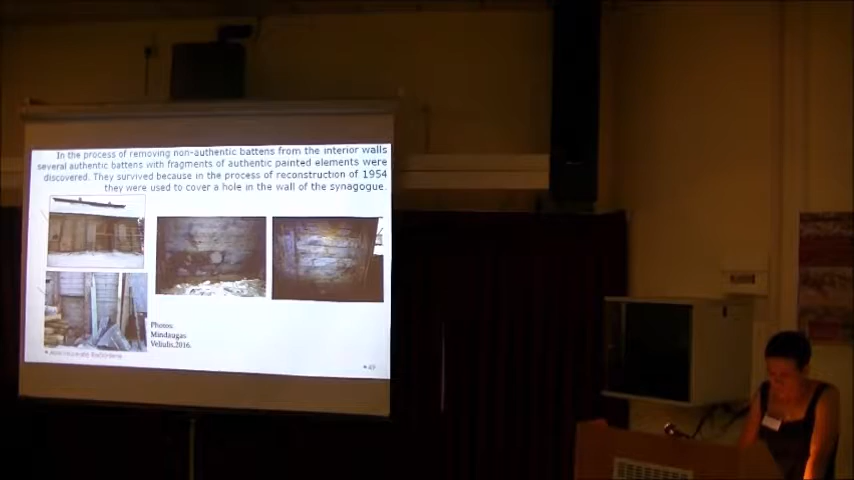 In the process of removing non-authentic battens from the interior walls
several authentic battens with fragments of authentic painted elements were
discovered. They survived because in the process of reconstruction of 1954
they were used to cover a hole in the wall of the synagogue.
Photos:
Mindaugas
2016.